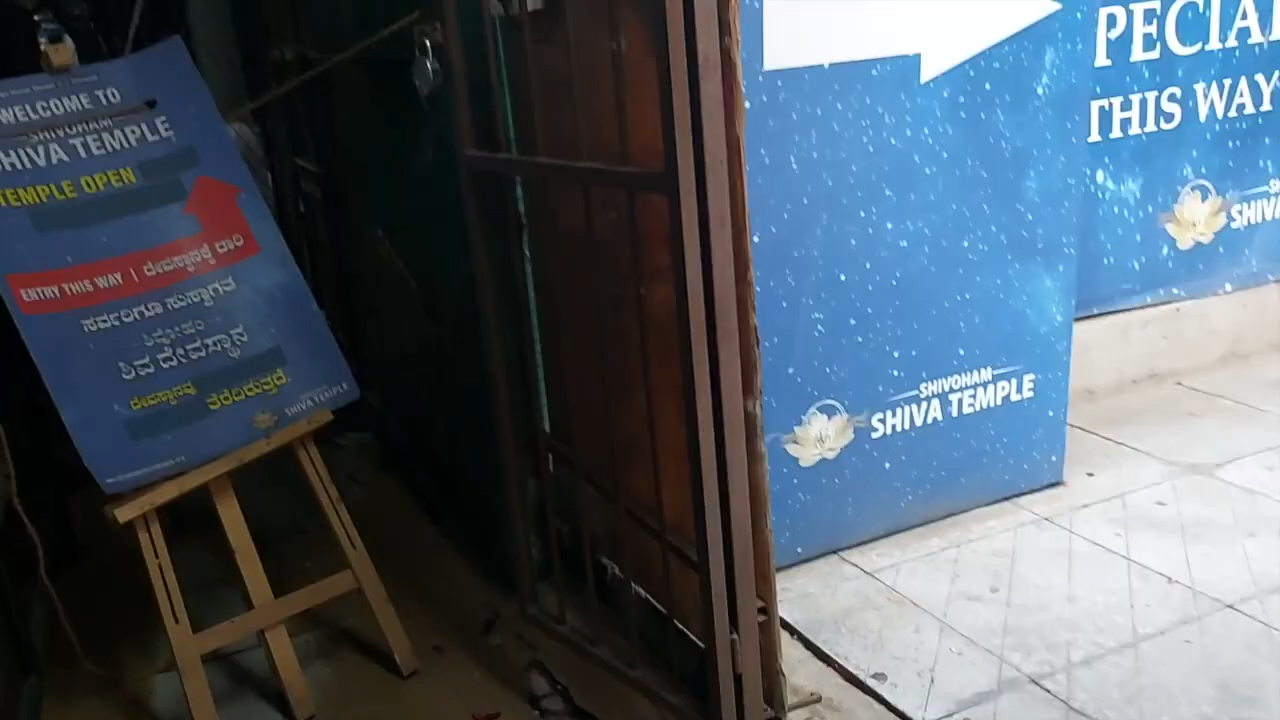 WELCOME TO
SHIVOHAM
SHIVA TEMPLE
TEMPLE OPEN
ENTRY THIS WAY | ದೇವಸ್ಥಾನಕ್ಕೆ ದಾರಿ
ಸರ್ವರಿಗೂ ಸುಸ್ವಾಗತ
ಶಿವೋಹಂ
ಶಿವ ದೇವಸ್ಥಾನ
ದೇವಸ್ಥಾನವು ತೆರೆದಿರುತ್ತದೆ
SHIVA TEMPLE
SHIVOHAM
SHIVA TEMPLE
PECIAL
THIS WAY
SH
SHIVA